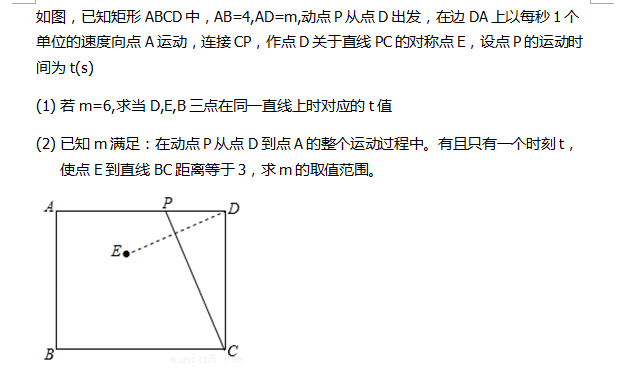 如图，已知矩形 ABCD 中，AB=4,AD=m,动点 P 从点 D 出发，在边 DA 上以每秒 1 个
单位的速度向点 A 运动，连接 CP，作点 D 关于直线 PC 的对称点 E，设点 P 的运动时
间为 t(s)
(1) 若 m=6,求当 D,E,B 三点在同一直线上时对应的 t 值
(2) 已知 m 满足：在动点 P 从点 D 到点 A 的整个运动过程中。有且只有一个时刻 t，
使点 E 到直线 BC 距离等于 3，求 m 的取值范围。
A P D
E
B C